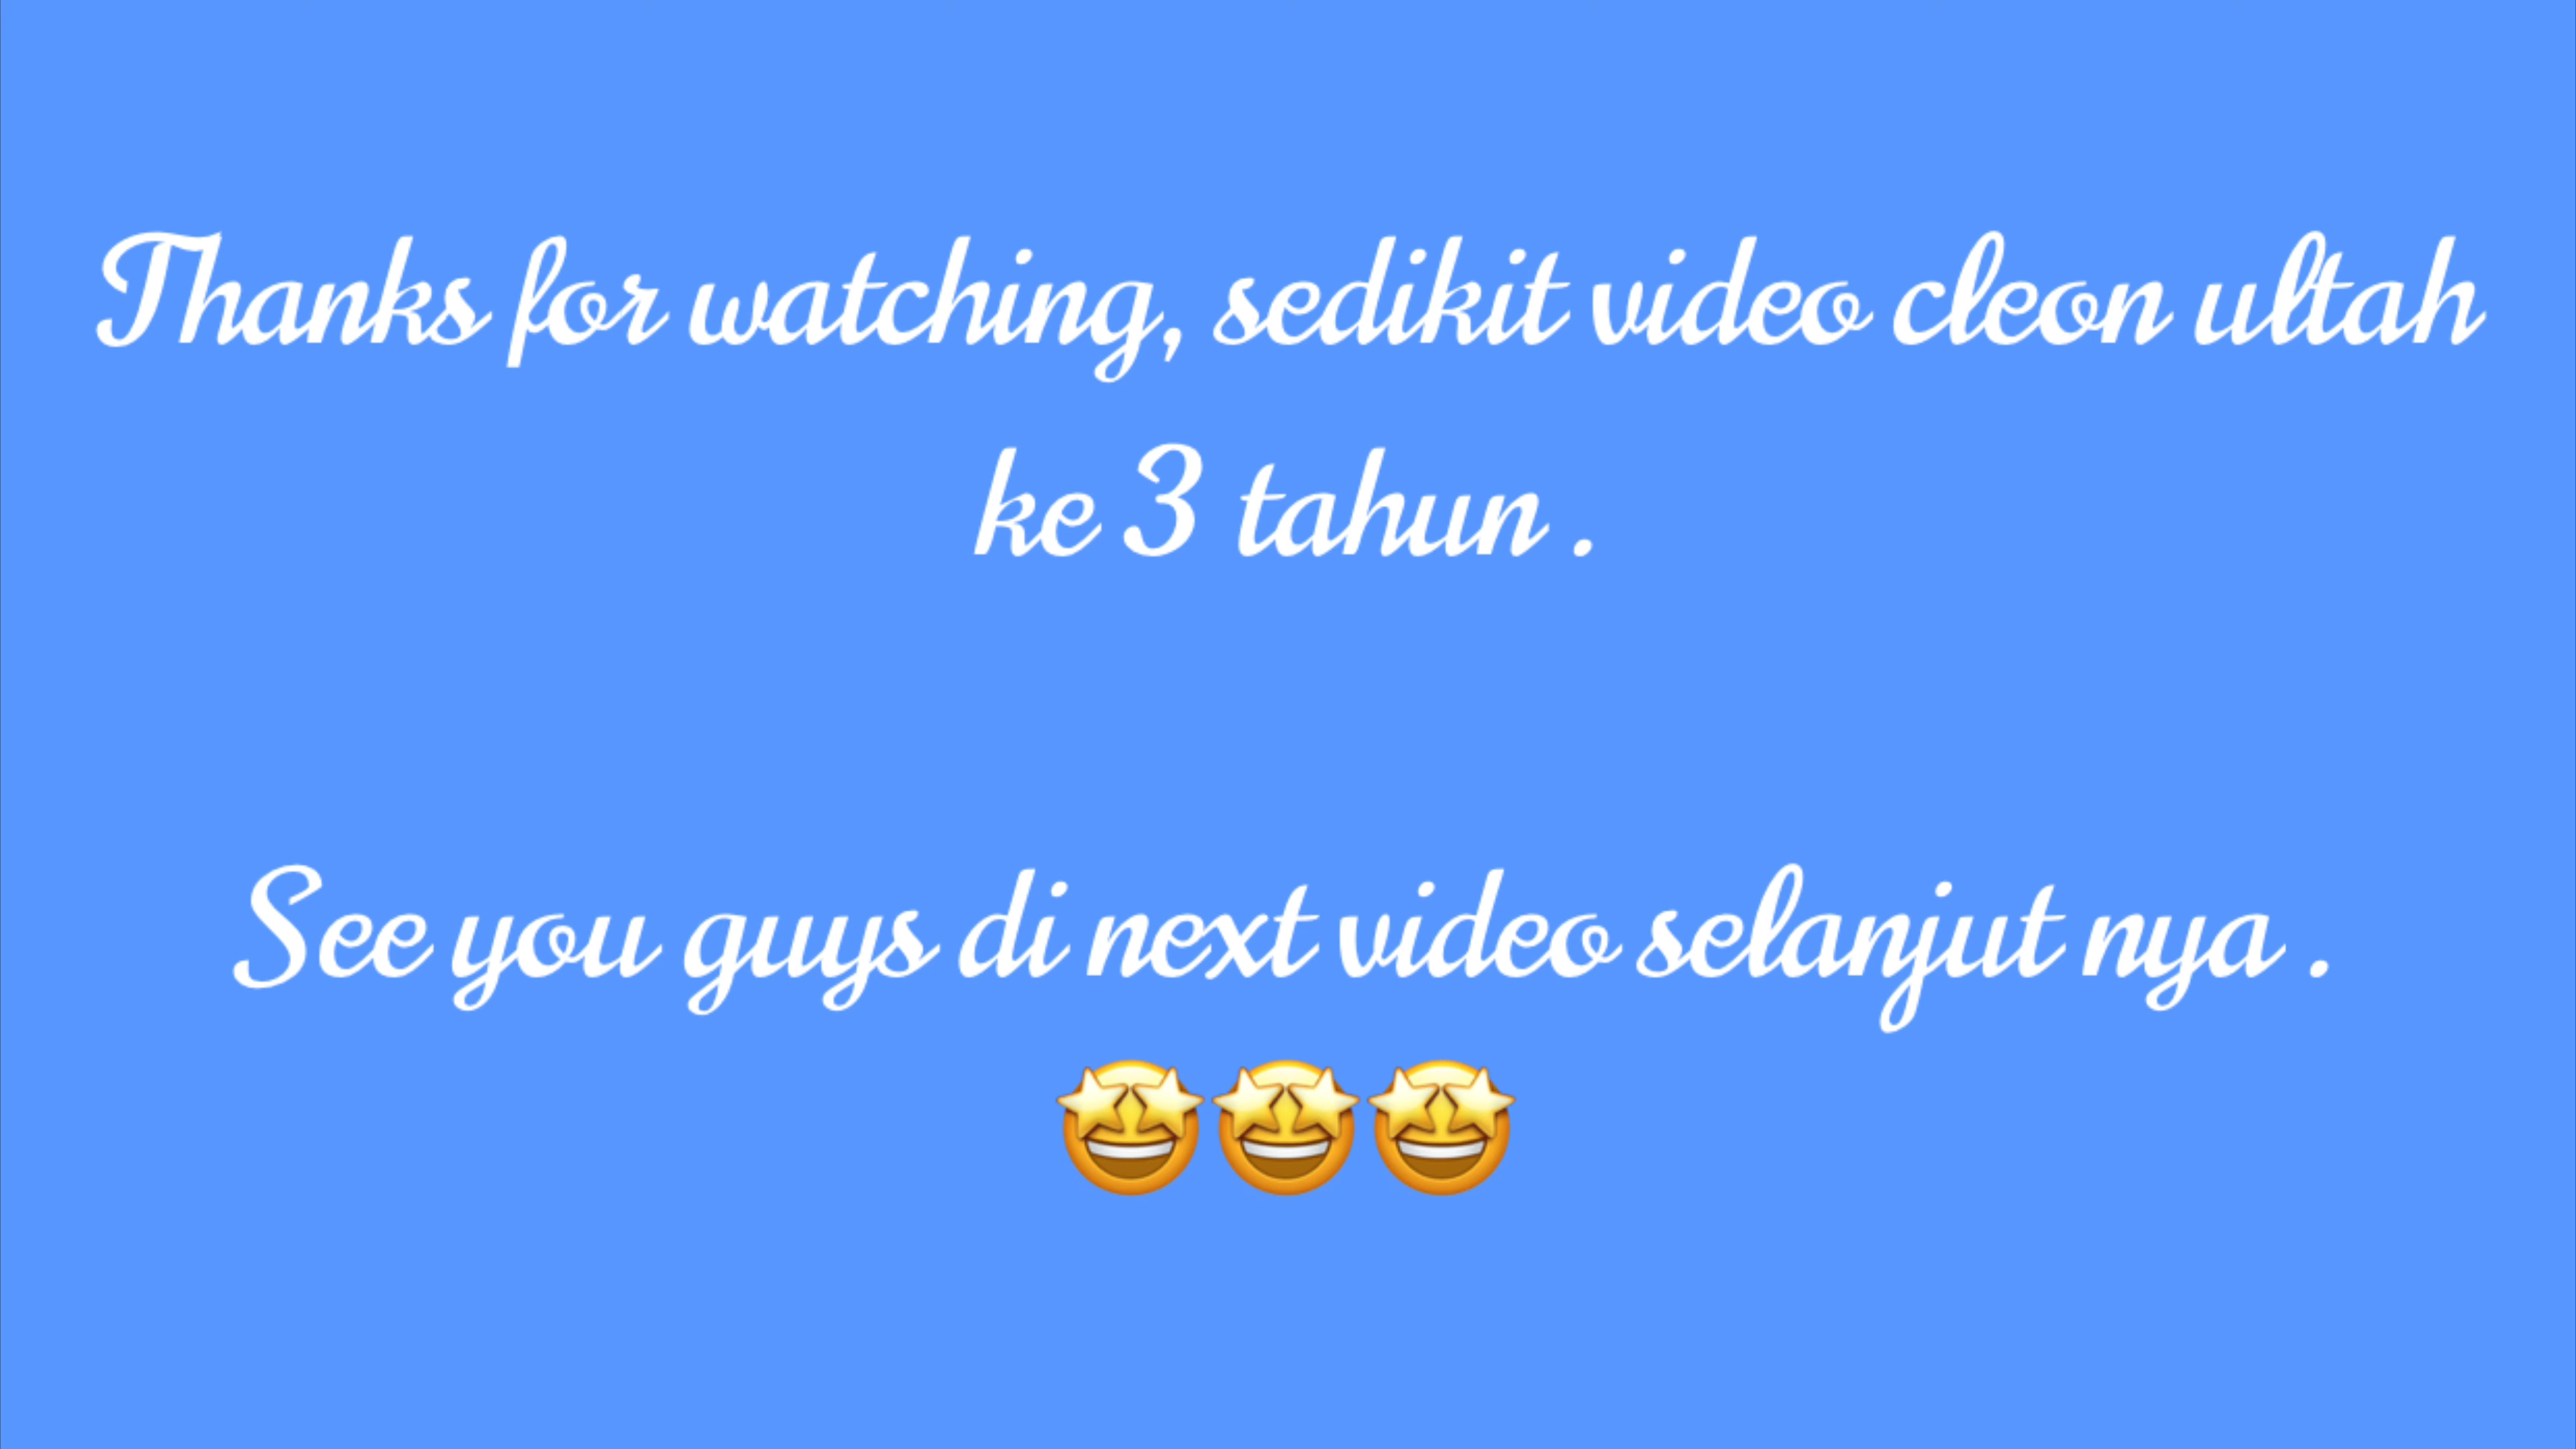 Thanks for watching, sedikit video cleon ultah
ke 3 tahun .
See you guys di next video selanjut nya .
🤩🤩🤩